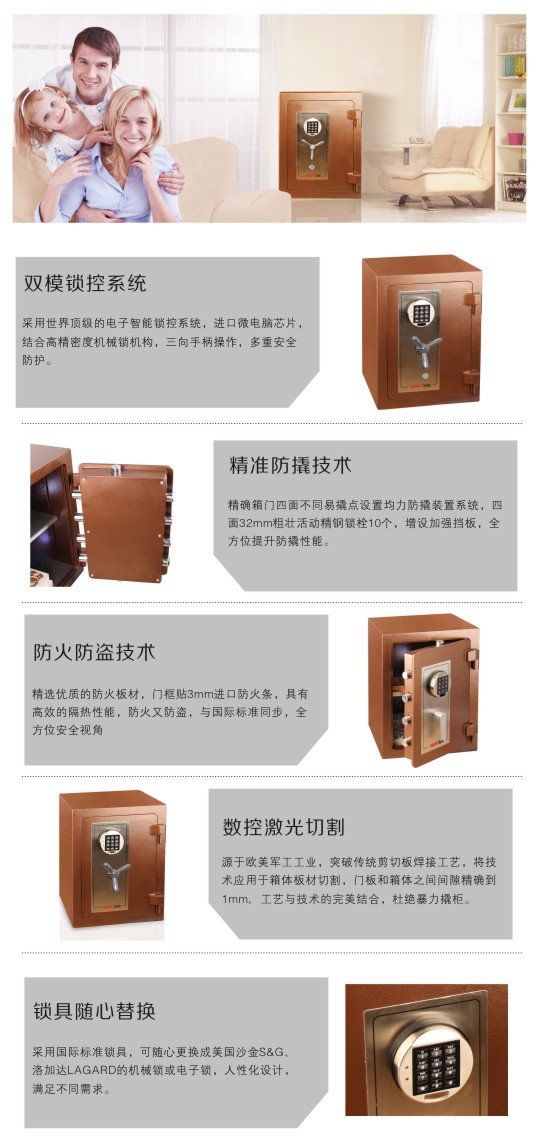 双模锁控系统
采用世界顶级的电子智能锁控系统，进口微电脑芯片，
结合高精密度机械锁机构，三向手柄操作，多重安全
防护。
精准防撬技术
精确箱门四面不同易撬点设置均力防撬装置系统，四
面32mm粗壮活动精钢锁栓10个，增设加强挡板，全
方位提升防撬性能。
防火防盗技术
精选优质的防火板材，门框贴3mm进口防火条，具有
高效的隔热性能，防火又防盗，与国际标准同步，全
方位安全视角
数控激光切割
源于欧美军工工业，突破传统剪切板焊接工艺，将技
术应用于箱体板材切割，门板和箱体之间间隙精确到
1mm，工艺与技术的完美结合，杜绝暴力撬柜。
锁具随心替换
采用国际标准锁具，可随心更换成美国沙金S&G、
洛加达LAGARD的机械锁或电子锁，人性化设计，
满足不同需求。